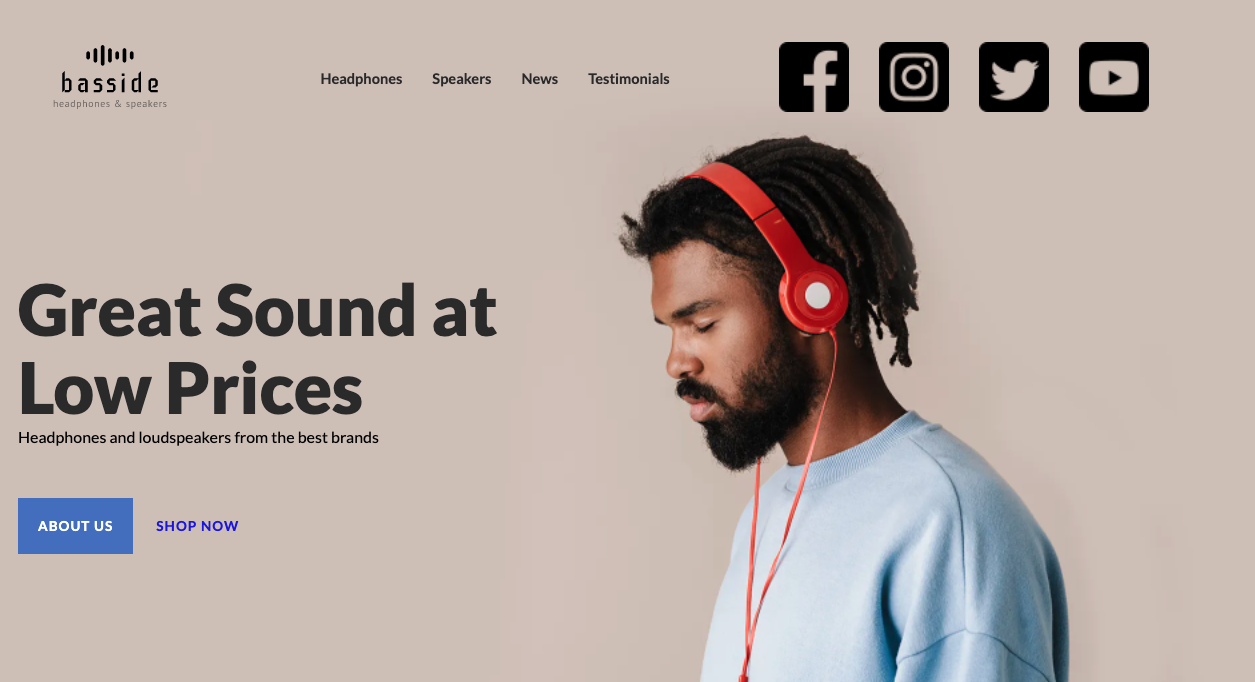 basside
headphones & speakers
Headphones Speakers News Testimonials
Great Sound at
Low Prices
Headphones and loudspeakers from the best brands
ABOUT US SHOP NOW